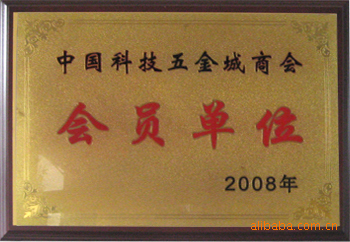 中国科技五金城商会
会员单位
2008年
alibaba.com.cn